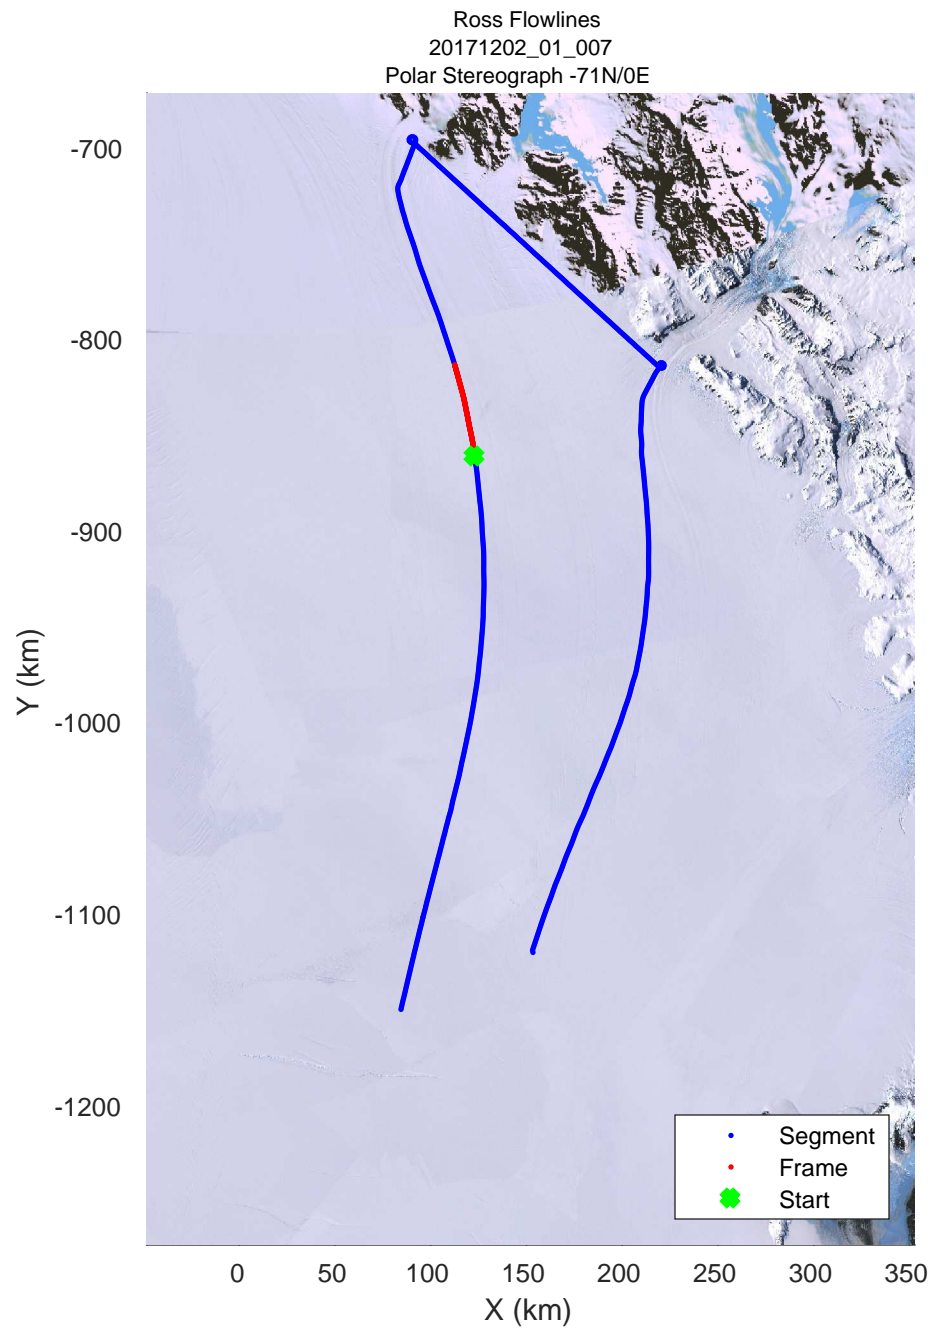 Ross Flowlines
20171202_01_007
Polar Stereograph -71N/0E
-700
-800
-900
-1000
-1100
-1200
Y (km)
0 50 100 150 200 250 300 350
X (km)
Segment
Frame
Start